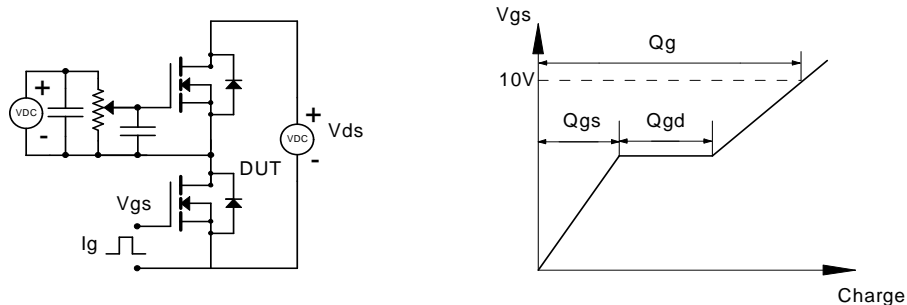 +
VDC
-
+
VDC
-
Vds
DUT
Vgs
Ig
Vgs
Qg
10V
Qgs
Qgd
Charge